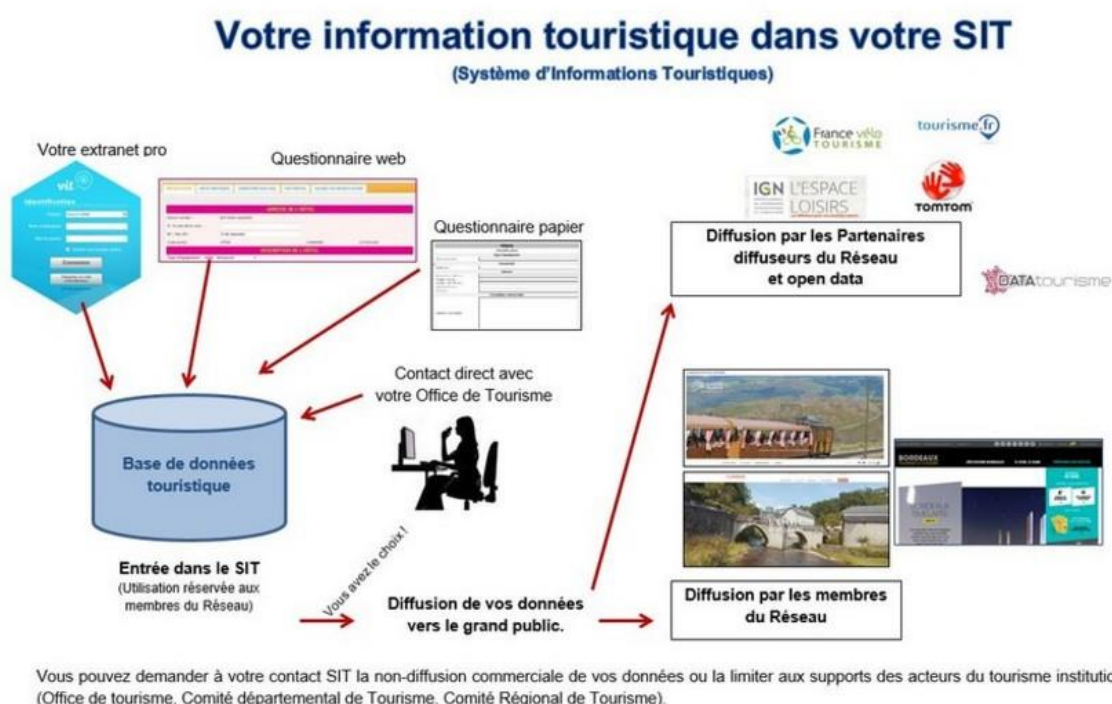 Votre information touristique dans votre SIT
(Système d'Informations Touristiques)
Votre extranet pro
Questionnaire web
Questionnaire papier
vit
Identification
France vélo
TOURISME
tourisme.fr
IGN L'ESPACE
LOISIRS
TOMTOM
Diffusion par les Partenaires
diffuseurs du Réseau
et open data
DATAtourisme
Contact direct avec
votre Office de Tourisme
Base de données
touristique
BORDEAUX
Entrée dans le SIT
(Utilisation réservée aux
membres du Réseau)
Vous avez le choix !
Diffusion de vos données
vers le grand public.
Diffusion par les membres
du Réseau
Vous pouvez demander à votre contact SIT la non-diffusion commerciale de vos données ou la limiter aux supports des acteurs du tourisme institutio
(Office de tourisme, Comité départemental de Tourisme, Comité Régional de Tourisme).